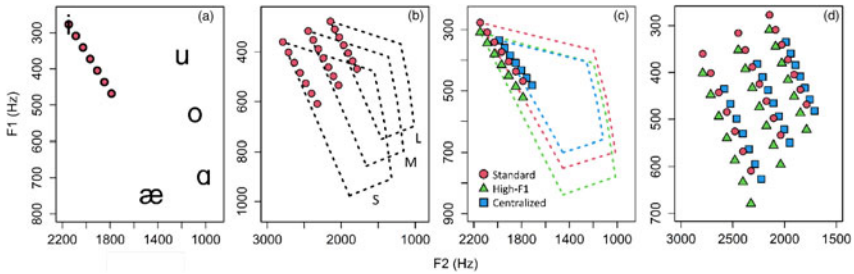 F1 (Hz)
300
400
500
600
700
800
(a)
u
o
ɑ
æ
2200 1800 1400 1000
400
600
800
1000
(b)
L
M
S
3000 2500 2000 1500 1000
300
500
700
900
(c)
Standard
High-F1
Centralized
2200 1800 1400 1000
300
400
500
600
700
(d)
3000 2500 2000 1500
F2 (Hz)